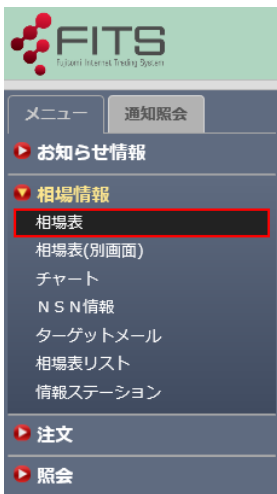 FITS
Fujitomi Internet Trading System
メニュー
通知照会
お知らせ情報
相場情報
相場表
相場表(別画面)
チャート
ＮＳＮ情報
ターゲットメール
相場表リスト
情報ステーション
注文
照会